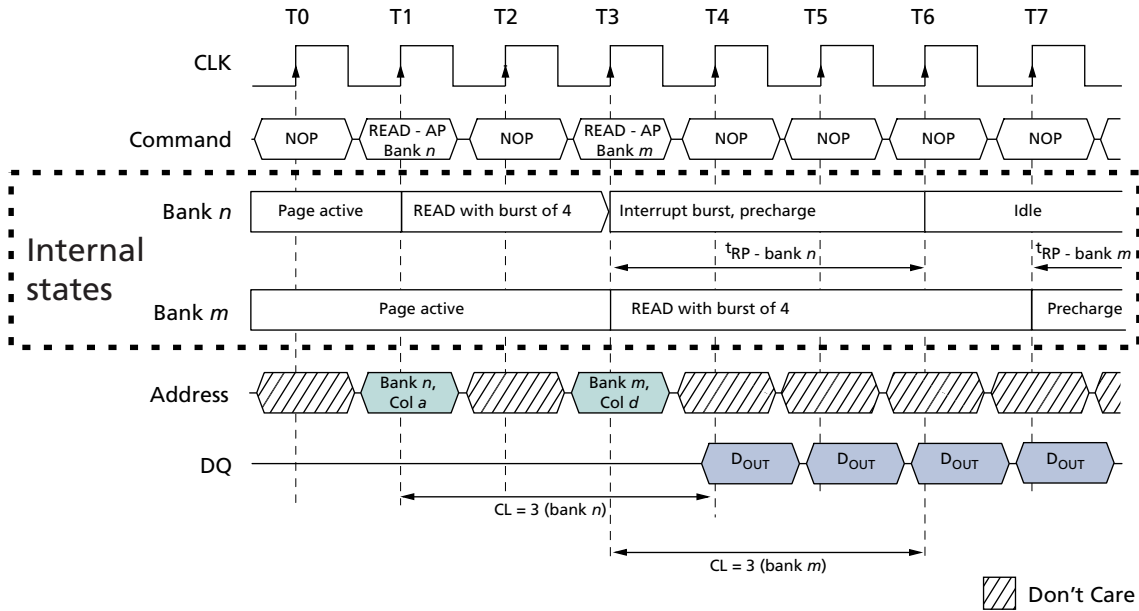 T0 T1 T2 T3 T4 T5 T6 T7
CLK
Command NOP READ - AP Bank n NOP READ - AP Bank m NOP NOP NOP NOP
Internal states
Bank n Page active READ with burst of 4 Interrupt burst, precharge Idle
tRP - bank n tRP - bank m
Bank m Page active READ with burst of 4 Precharge
Address Bank n, Col a Bank m, Col d
DQ DOUT DOUT DOUT DOUT
CL = 3 (bank n)
CL = 3 (bank m)
Don't Care